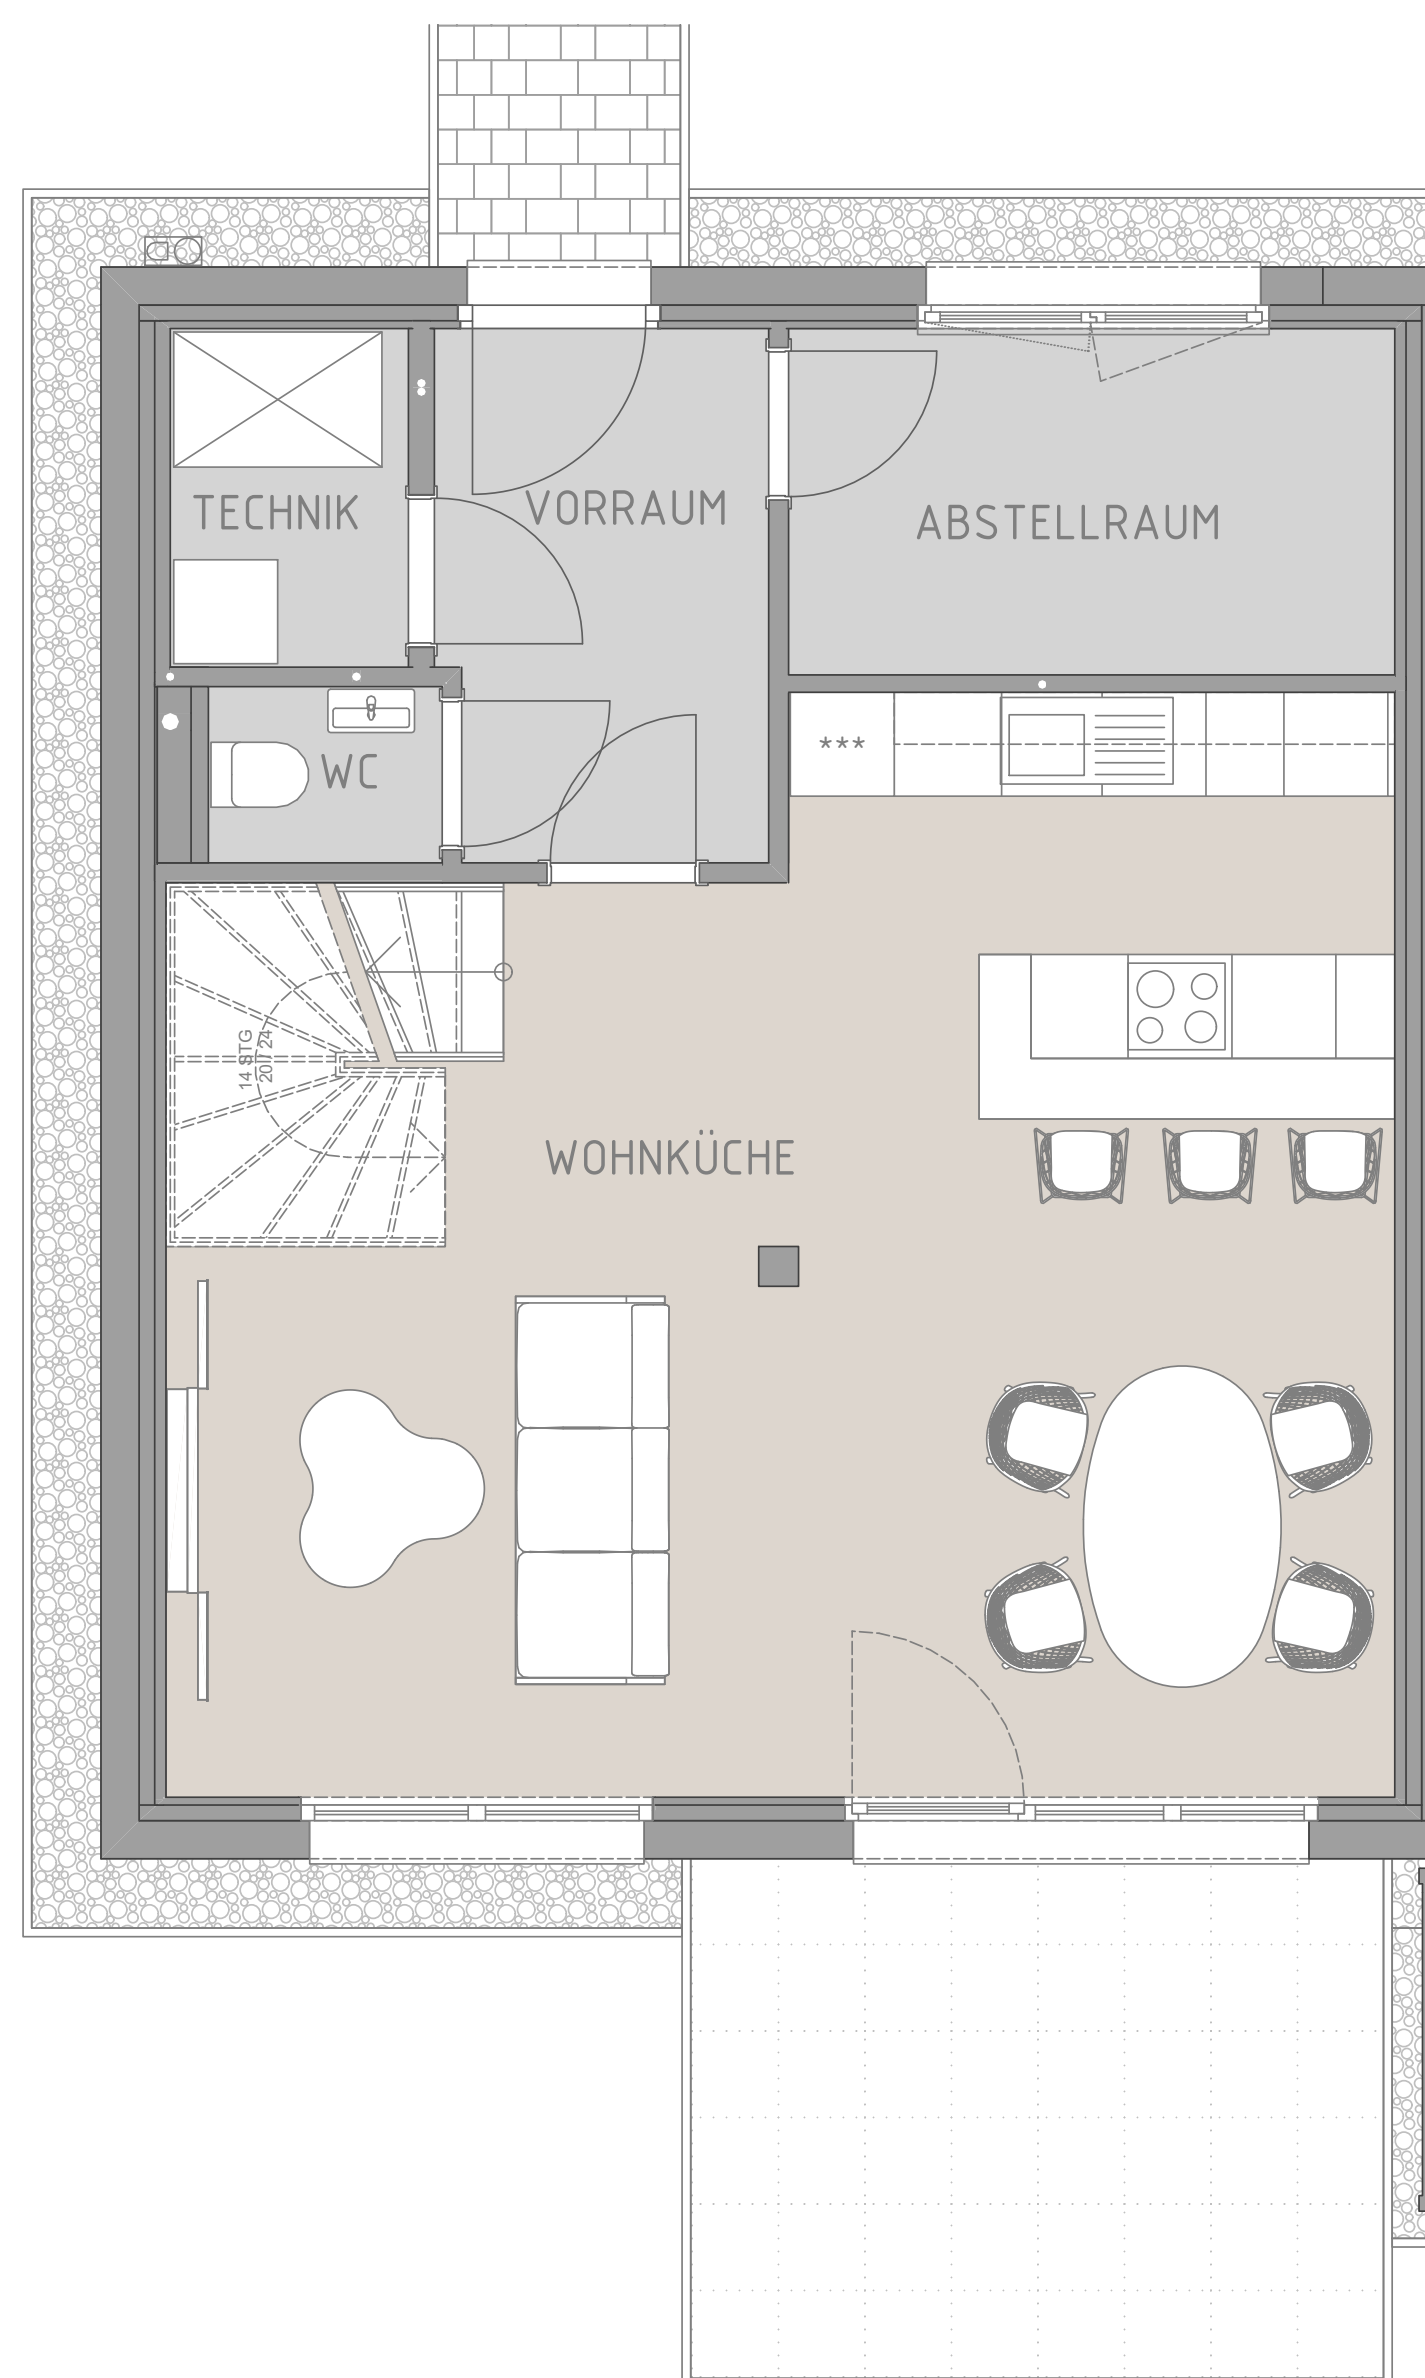 TECHNIK
VORRAUM
ABSTELLRAUM
WC
***
14 STG
20 / 24
WOHNKÜCHE